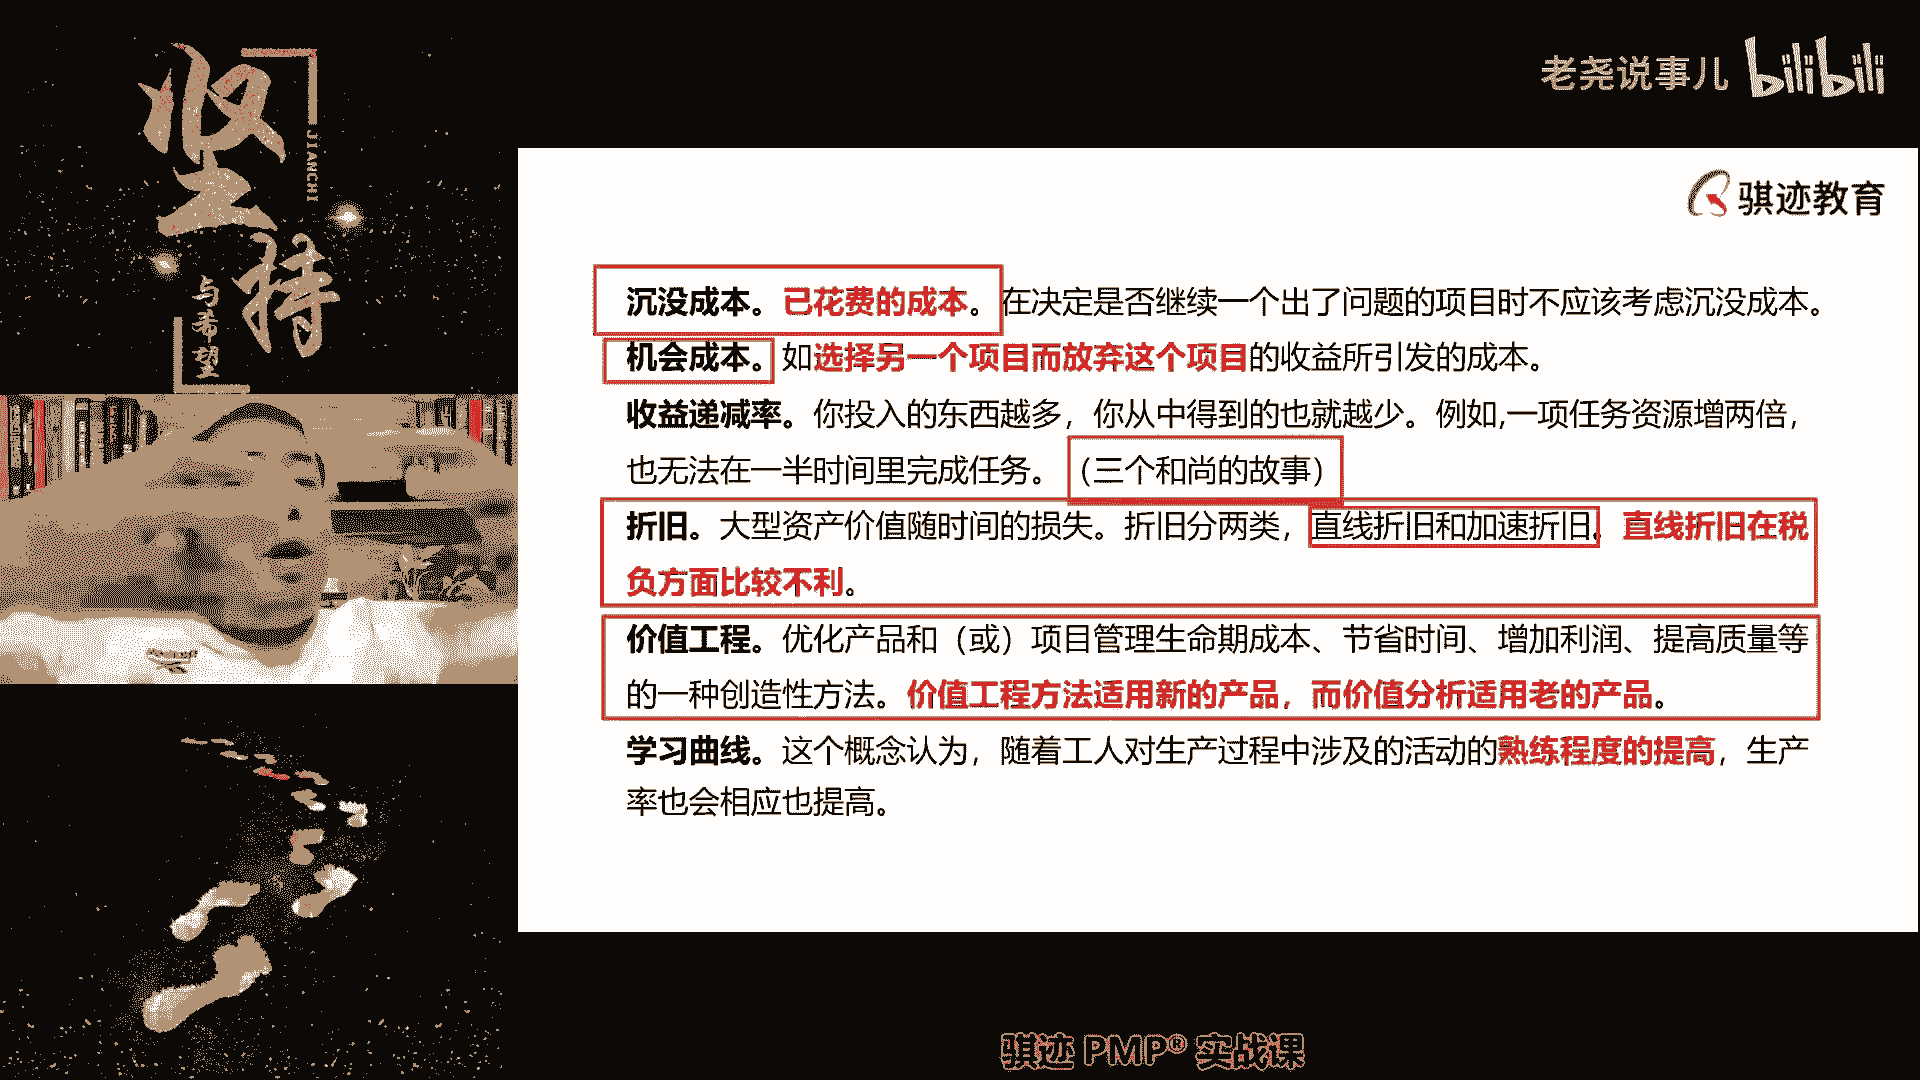 坚持
JIANCHI
与希望
老尧说事儿 bilibili
骐迹教育
沉没成本。已花费的成本。在决定是否继续一个出了问题的项目时不应该考虑沉没成本。
机会成本。如选择另一个项目而放弃这个项目的收益所引发的成本。
收益递减率。你投入的东西越多，你从中得到的也就越少。例如,一项任务资源增两倍，
也无法在一半时间里完成任务。（三个和尚的故事）
折旧。大型资产价值随时间的损失。折旧分两类，直线折旧和加速折旧。直线折旧在税
负方面比较不利。
价值工程。优化产品和（或）项目管理生命期成本、节省时间、增加利润、提高质量等
的一种创造性方法。价值工程方法适用新的产品，而价值分析适用老的产品。
学习曲线。这个概念认为，随着工人对生产过程中涉及的活动的熟练程度的提高，生产
率也会相应也提高。
骐迹 PMP® 实战课